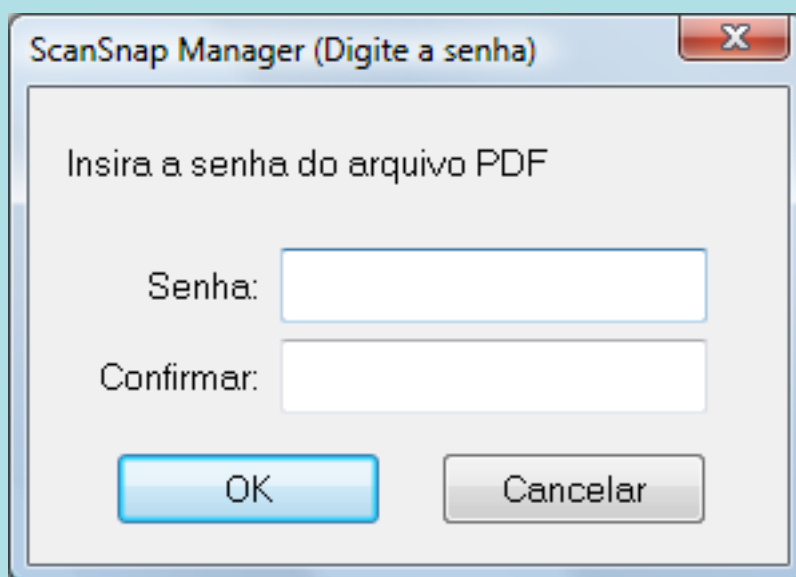 ScanSnap Manager (Digite a senha)
Insira a senha do arquivo PDF
Senha:
Confirmar:
OK Cancelar